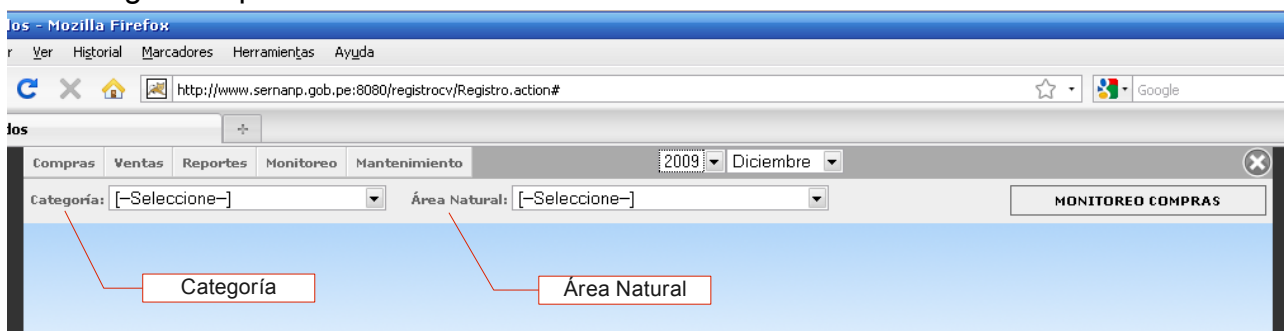 los - Mozilla Firefox
r Ver Historial Marcadores Herramientas Ayuda
http://www.sernanp.gob.pe:8080/registrocv/Registro.action# Google
dos
Compras Ventas Reportes Monitoreo Mantenimiento 2009 Diciembre
Categoría: [--Seleccione--] Área Natural: [--Seleccione--] MONITOREO COMPRAS
Categoría Área Natural